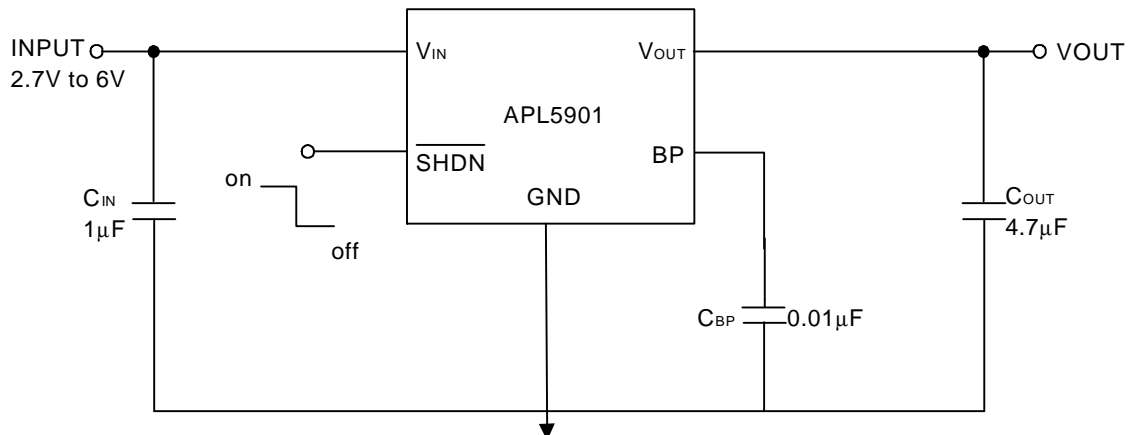 INPUT
2.7V to 6V
VIN
VOUT
VOUT
APL5901
SHDN
BP
GND
on
off
CIN
1μF
COUT
4.7μF
CBP
0.01μF